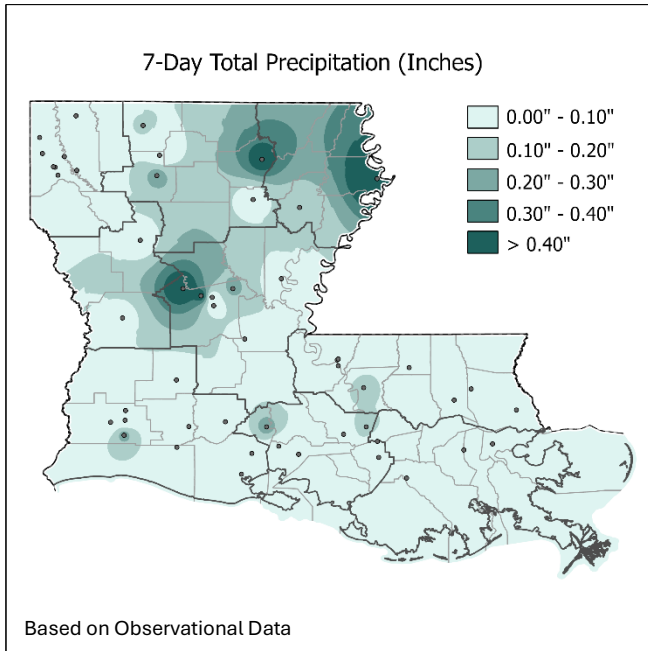 7-Day Total Precipitation (Inches)
0.00" - 0.10"
0.10" - 0.20"
0.20" - 0.30"
0.30" - 0.40"
> 0.40"
Based on Observational Data